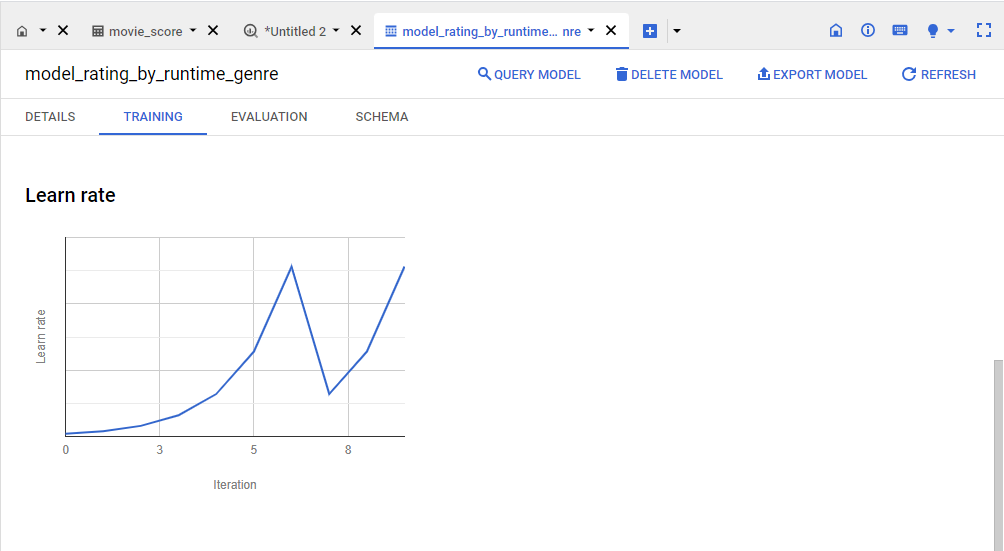 movie_score *Untitled 2 model_rating_by_runtime... nre
model_rating_by_runtime_genre QUERY MODEL DELETE MODEL EXPORT MODEL REFRESH
DETAILS TRAINING EVALUATION SCHEMA
Learn rate
Learn rate
0 3 5 8
Iteration